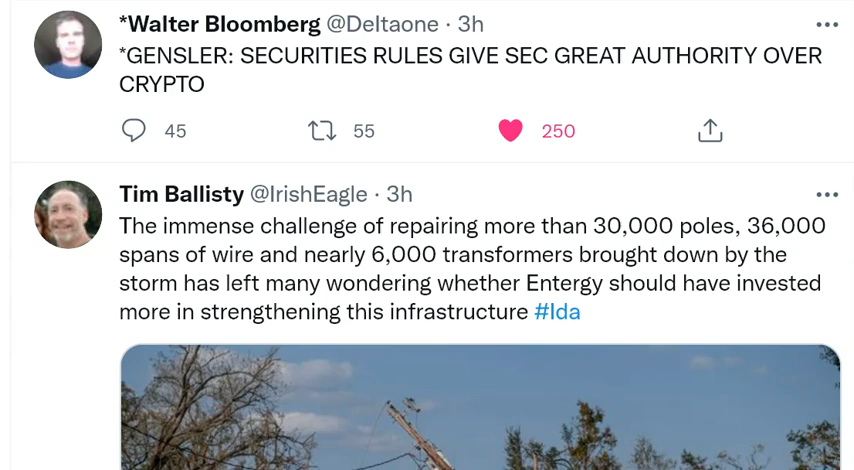 *Walter Bloomberg @Deltaone · 3h
*GENSLER: SECURITIES RULES GIVE SEC GREAT AUTHORITY OVER
CRYPTO
45 55 250
Tim Ballisty @IrishEagle · 3h
The immense challenge of repairing more than 30,000 poles, 36,000
spans of wire and nearly 6,000 transformers brought down by the
storm has left many wondering whether Entergy should have invested
more in strengthening this infrastructure #Ida